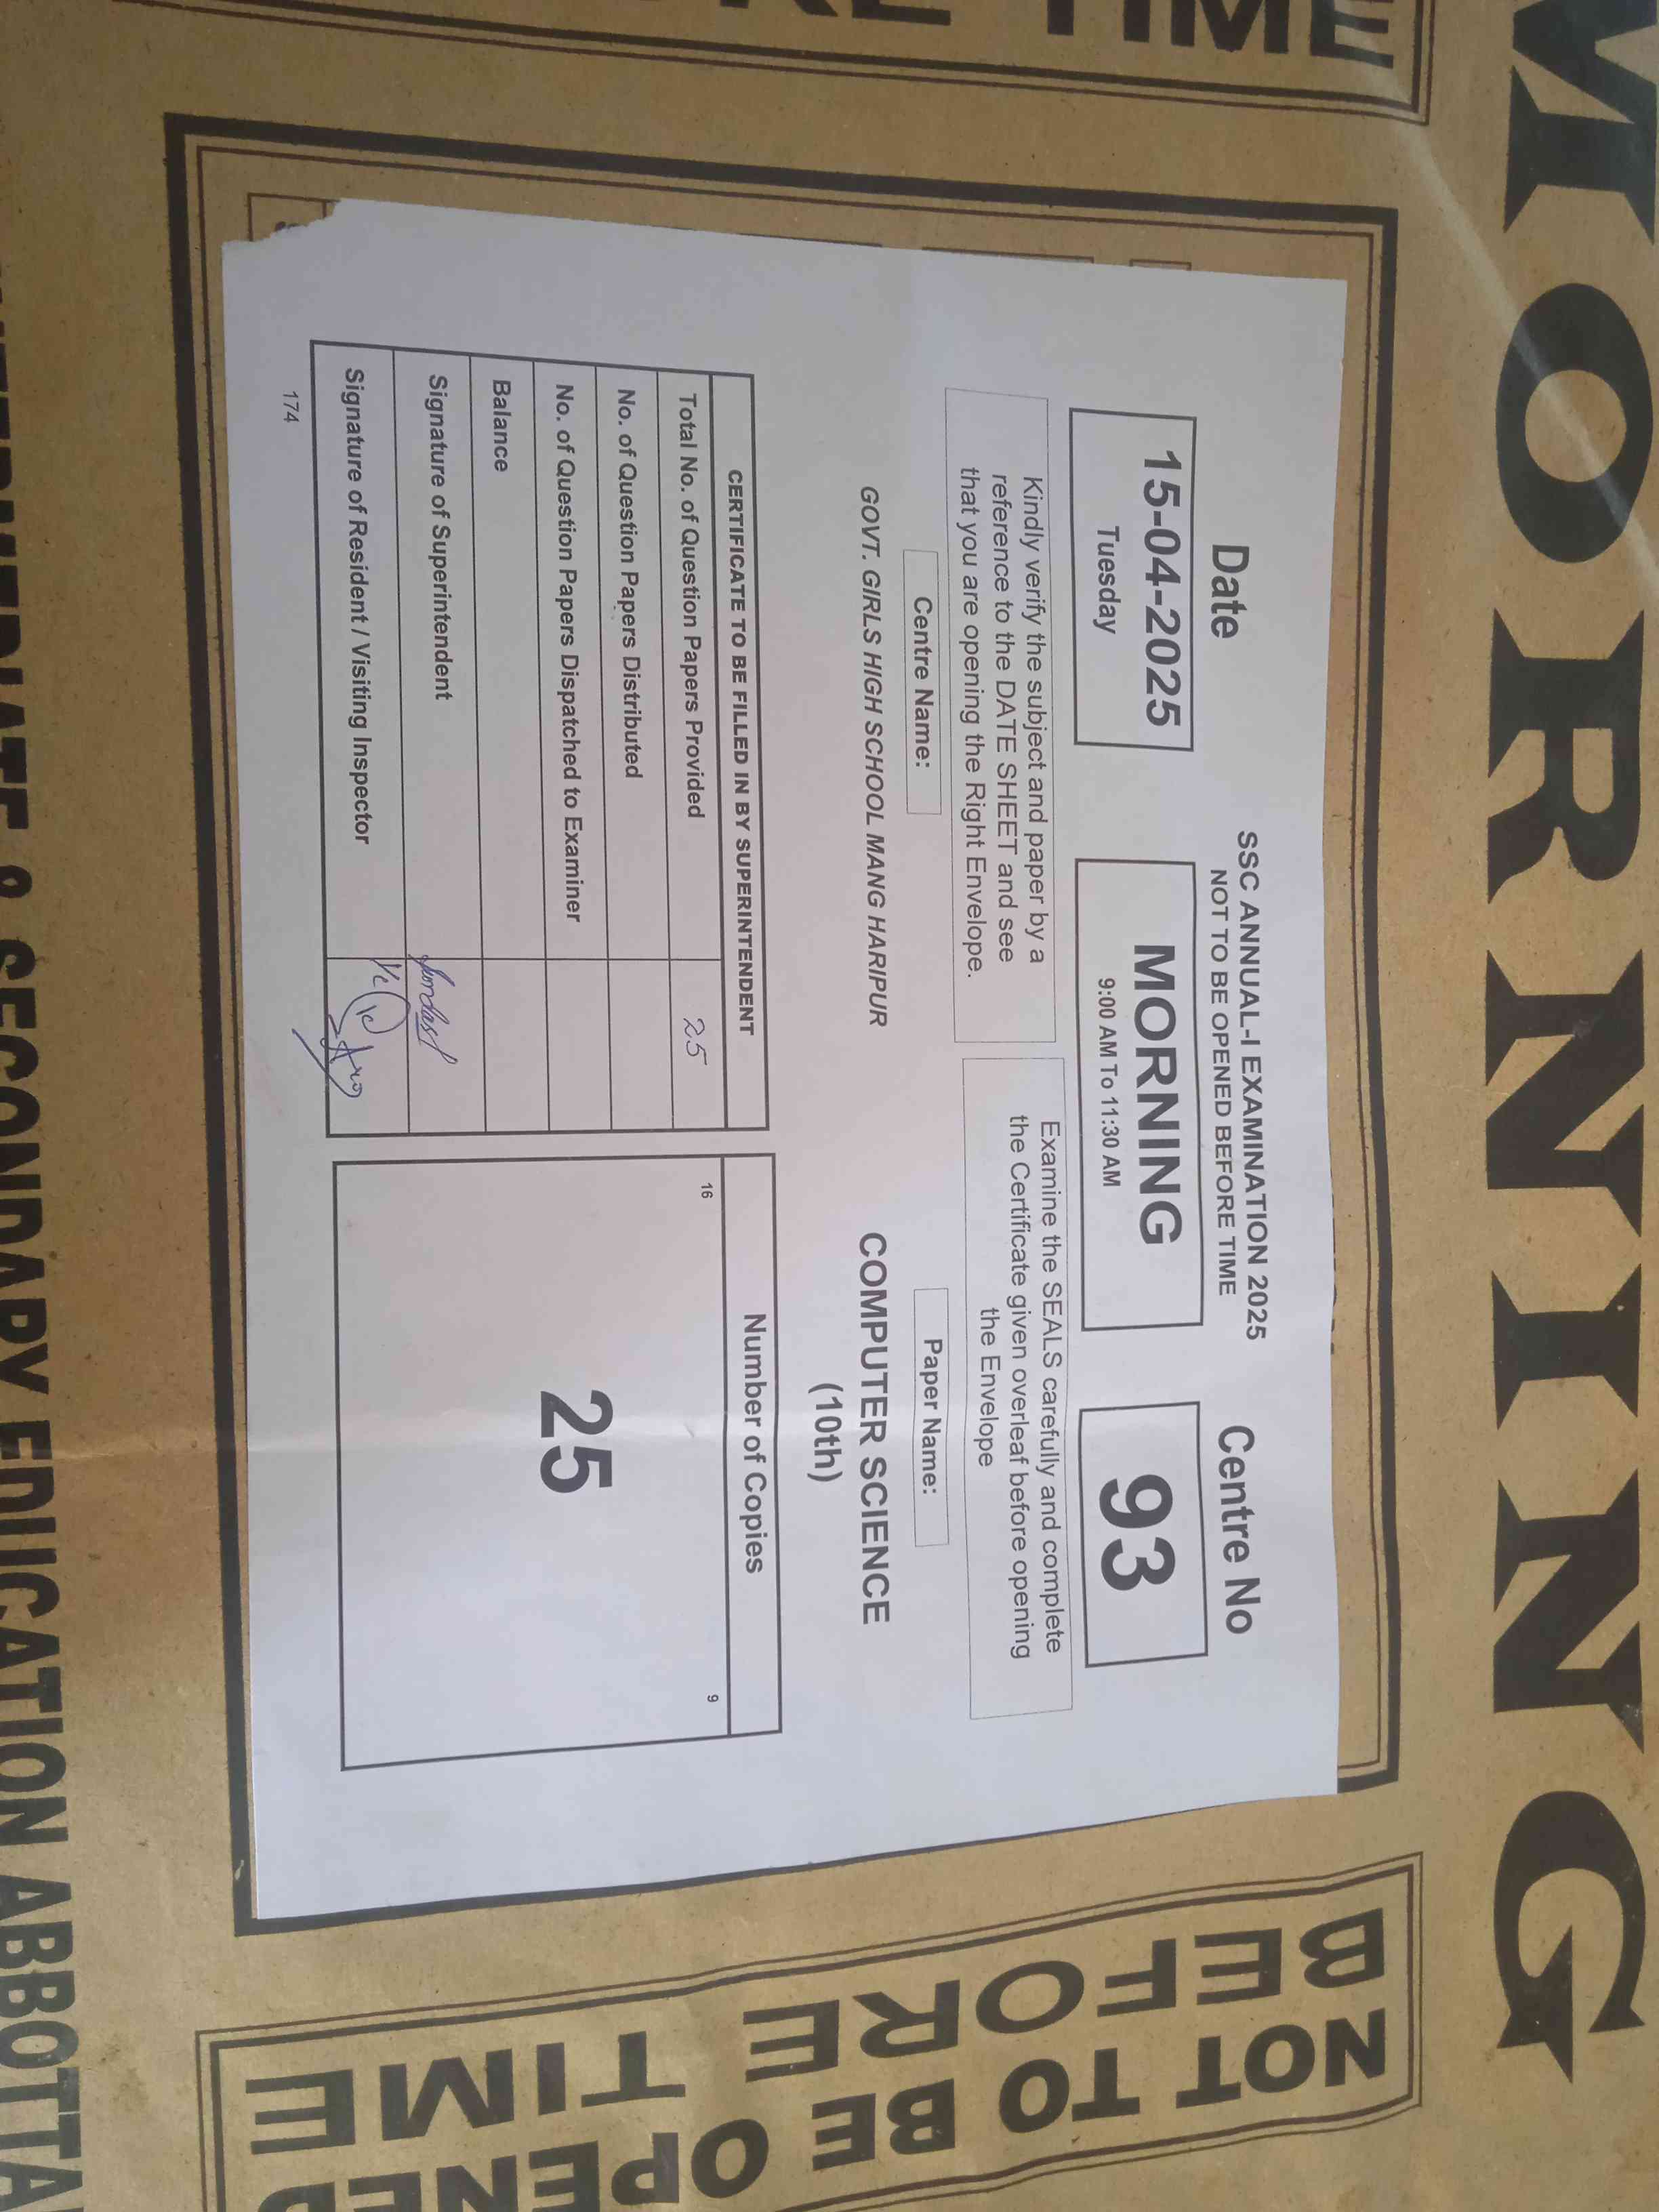 MORNING
SSC ANNUAL-I EXAMINATION 2025
NOT TO BE OPENED BEFORE TIME
Date
Centre No
15-04-2025
Tuesday
MORNING
9:00 AM To 11:30 AM
93
Kindly verify the subject and paper by a
reference to the DATE SHEET and see
that you are opening the Right Envelope.
Examine the SEALS carefully and complete
the Certificate given overleaf before opening
the Envelope
Centre Name:
Paper Name:
GOVT. GIRLS HIGH SCHOOL MANG HARIPUR
COMPUTER SCIENCE
(10th)
CERTIFICATE TO BE FILLED IN BY SUPERINTENDENT
Total No. of Question Papers Provided 25
No. of Question Papers Distributed
No. of Question Papers Dispatched to Examiner
Balance
Signature of Superintendent
Signature of Resident / Visiting Inspector
174
Number of Copies
16 9
25
NOT TO BE OPENED
BEFORE TIME
TIME
& SECONDARY EDUCATION